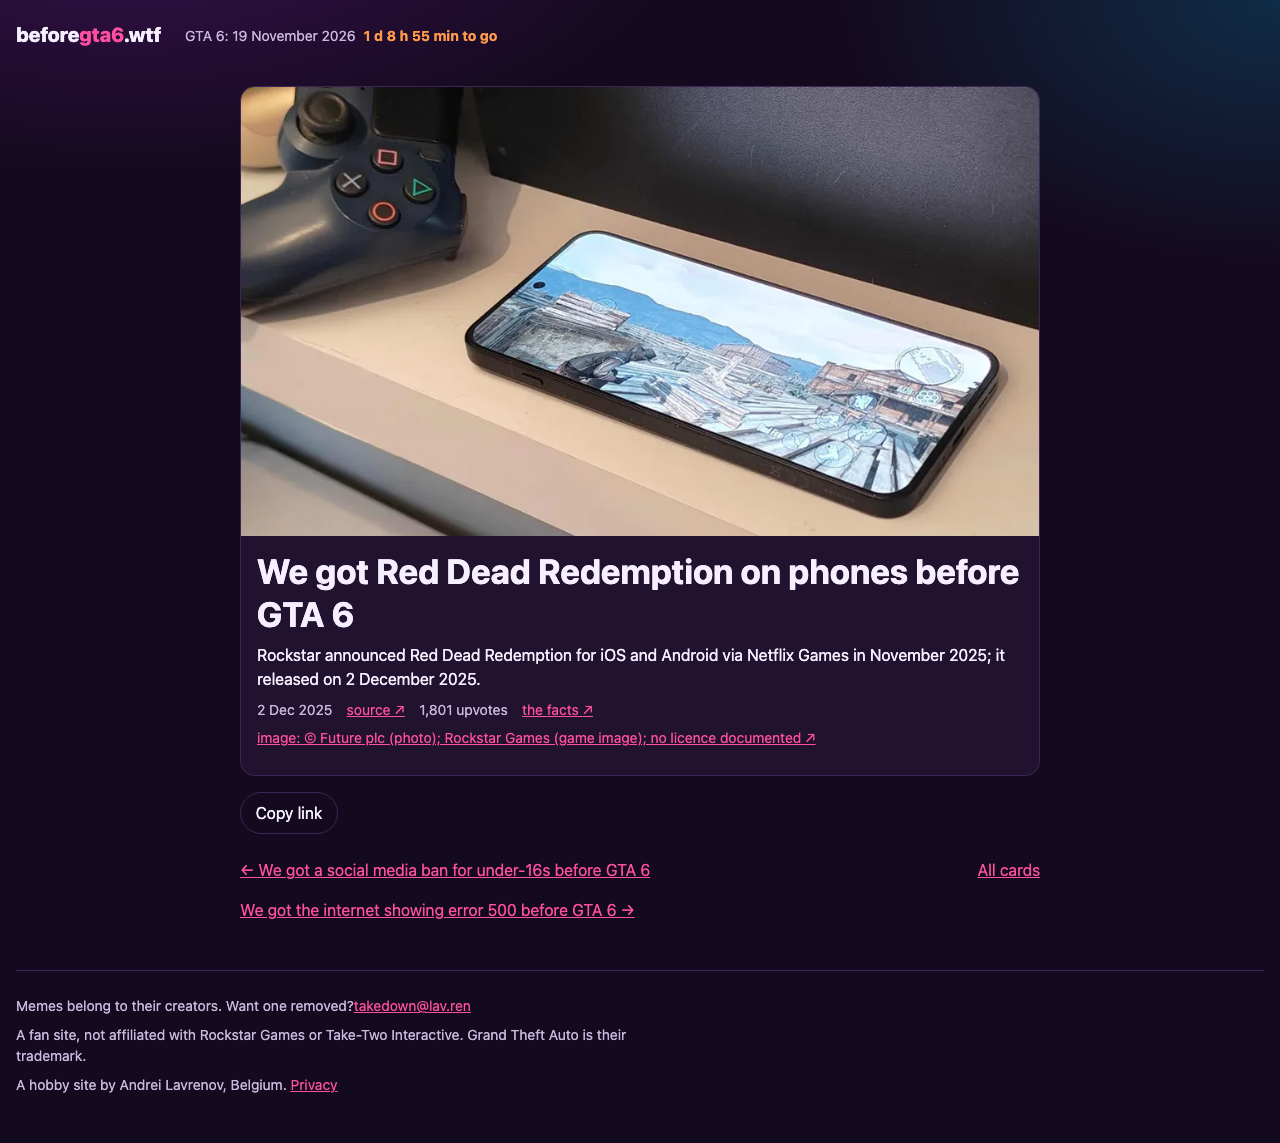 beforegta6.wtf
GTA 6: 19 November 2026 1 d 8 h 55 min to go
We got Red Dead Redemption on phones before
GTA 6
Rockstar announced Red Dead Redemption for iOS and Android via Netflix Games in November 2025; it
released on 2 December 2025.
2 Dec 2025 source ↗ 1,801 upvotes the facts ↗
image: © Future plc (photo); Rockstar Games (game image); no licence documented ↗
Copy link
← We got a social media ban for under-16s before GTA 6
All cards
We got the internet showing error 500 before GTA 6 →
Memes belong to their creators. Want one removed?takedown@lav.ren
A fan site, not affiliated with Rockstar Games or Take-Two Interactive. Grand Theft Auto is their
trademark.
A hobby site by Andrei Lavrenov, Belgium. Privacy